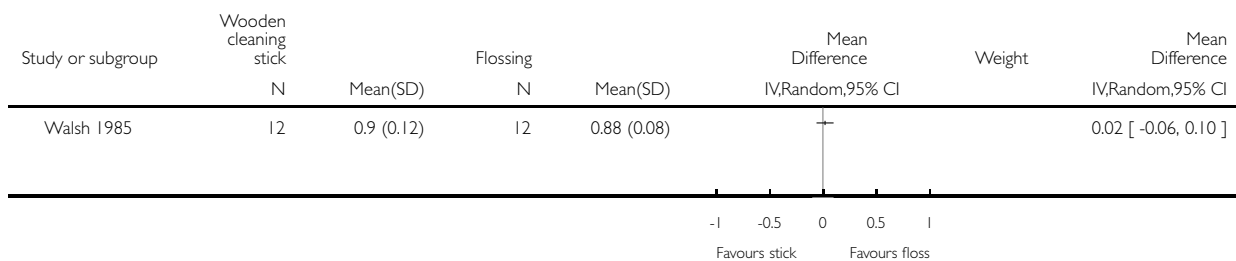 Study or subgroup Wooden cleaning stick Flossing Mean Difference Weight Mean Difference
N Mean(SD) N Mean(SD) IV,Random,95% CI IV,Random,95% CI
Walsh 1985 12 0.9 (0.12) 12 0.88 (0.08) 0.02 [ -0.06, 0.10 ]
-1 -0.5 0 0.5 1
Favours stick Favours floss